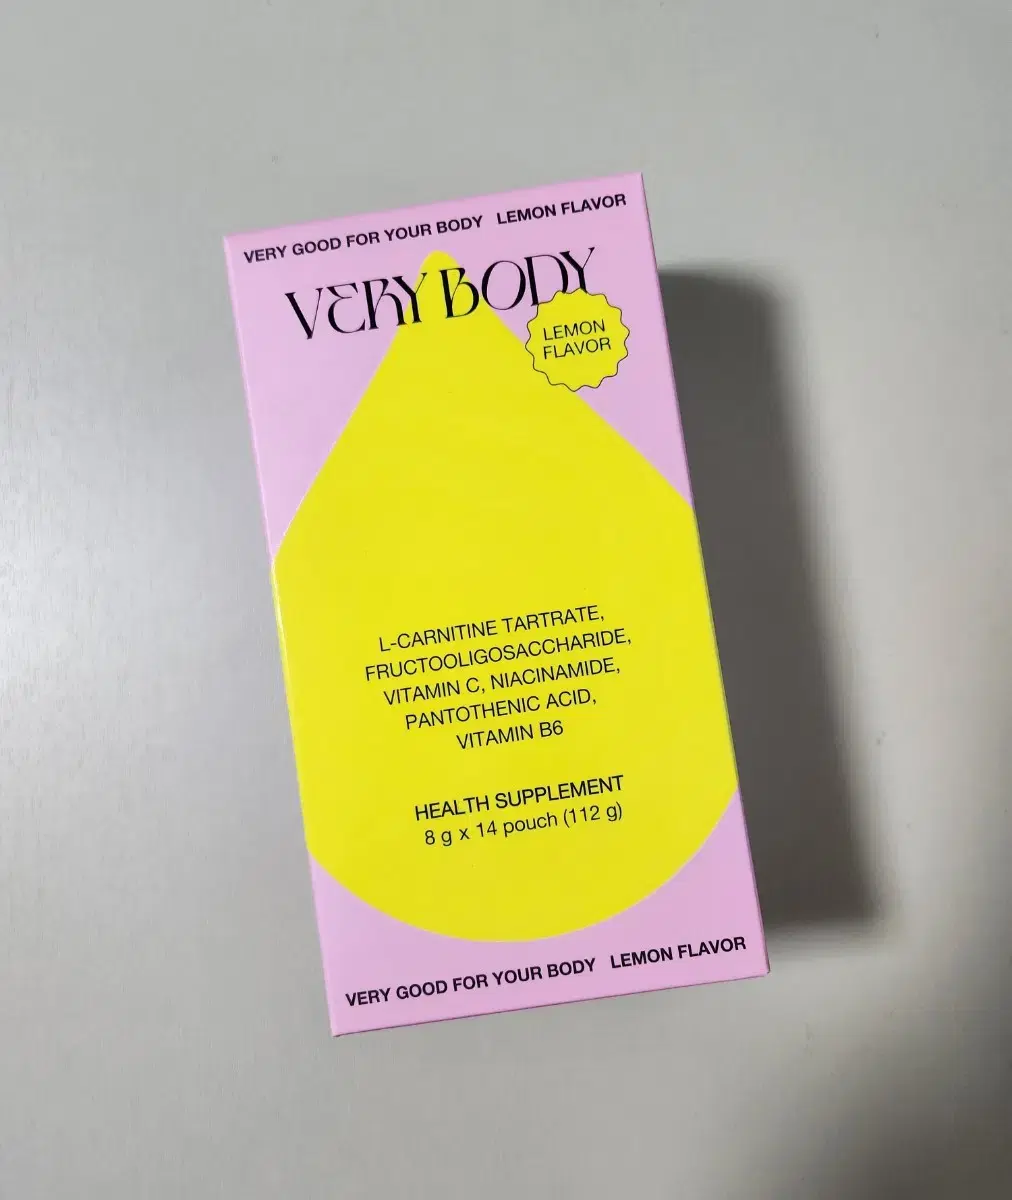 VERY GOOD FOR YOUR BODY LEMON FLAVOR
VERY BODY
LEMON
FLAVOR
L-CARNITINE TARTRATE,
FRUCTOOLIGOSACCHARIDE,
VITAMIN C, NIACINAMIDE,
PANTOTHENIC ACID,
VITAMIN B6
HEALTH SUPPLEMENT
8 g x 14 pouch (112 g)
VERY GOOD FOR YOUR BODY LEMON FLAVOR